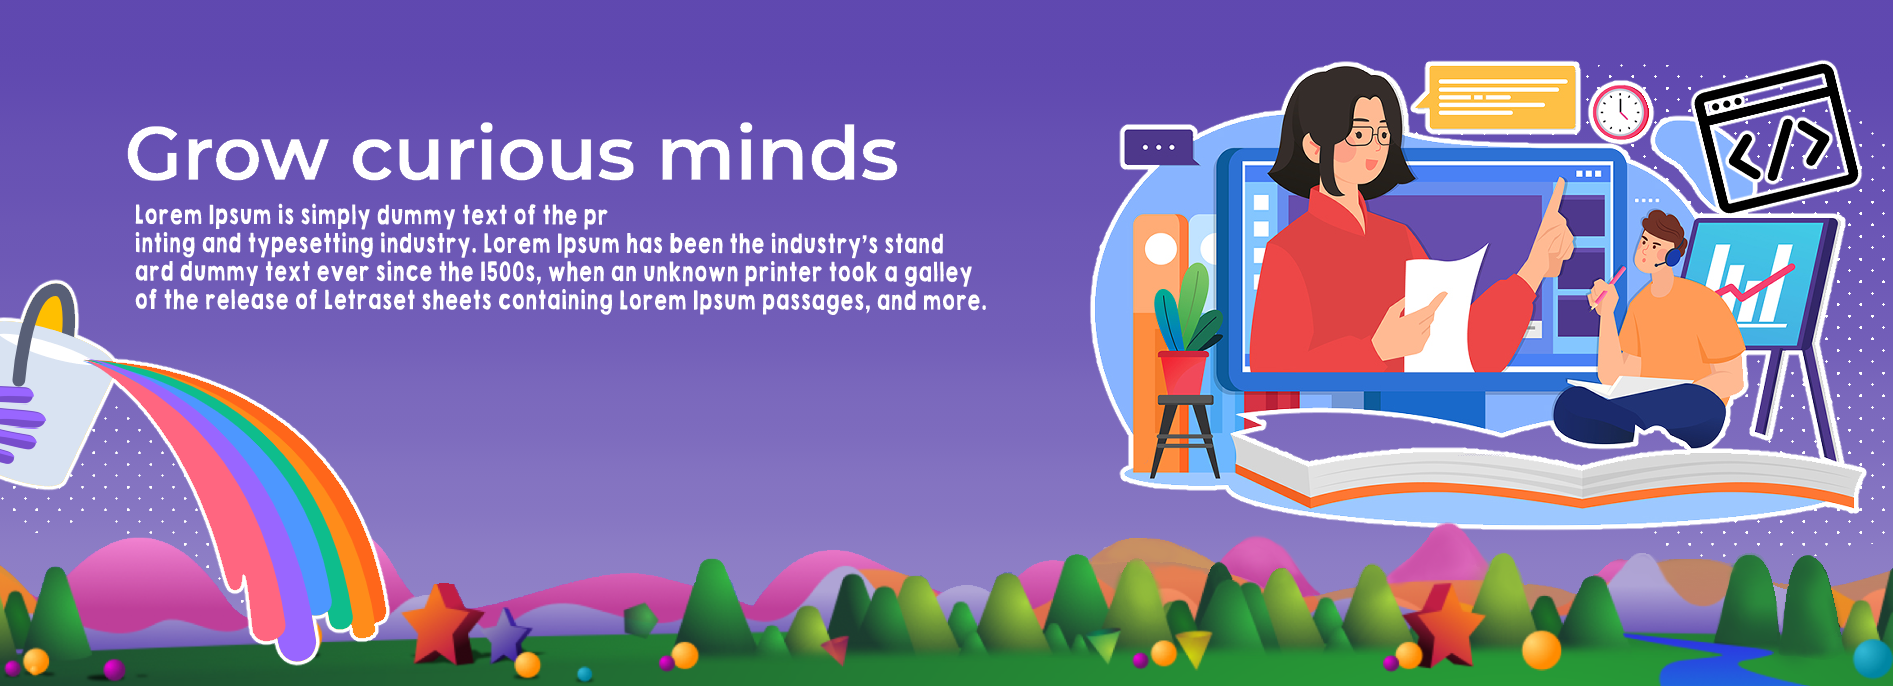 Grow curious minds
Lorem Ipsum is simply dummy text of the pr
inting and typesetting industry. Lorem Ipsum has been the industry's stand
ard dummy text ever since the 1500s, when an unknown printer took a galley
of the release of Letraset sheets containing Lorem Ipsum passages, and more.